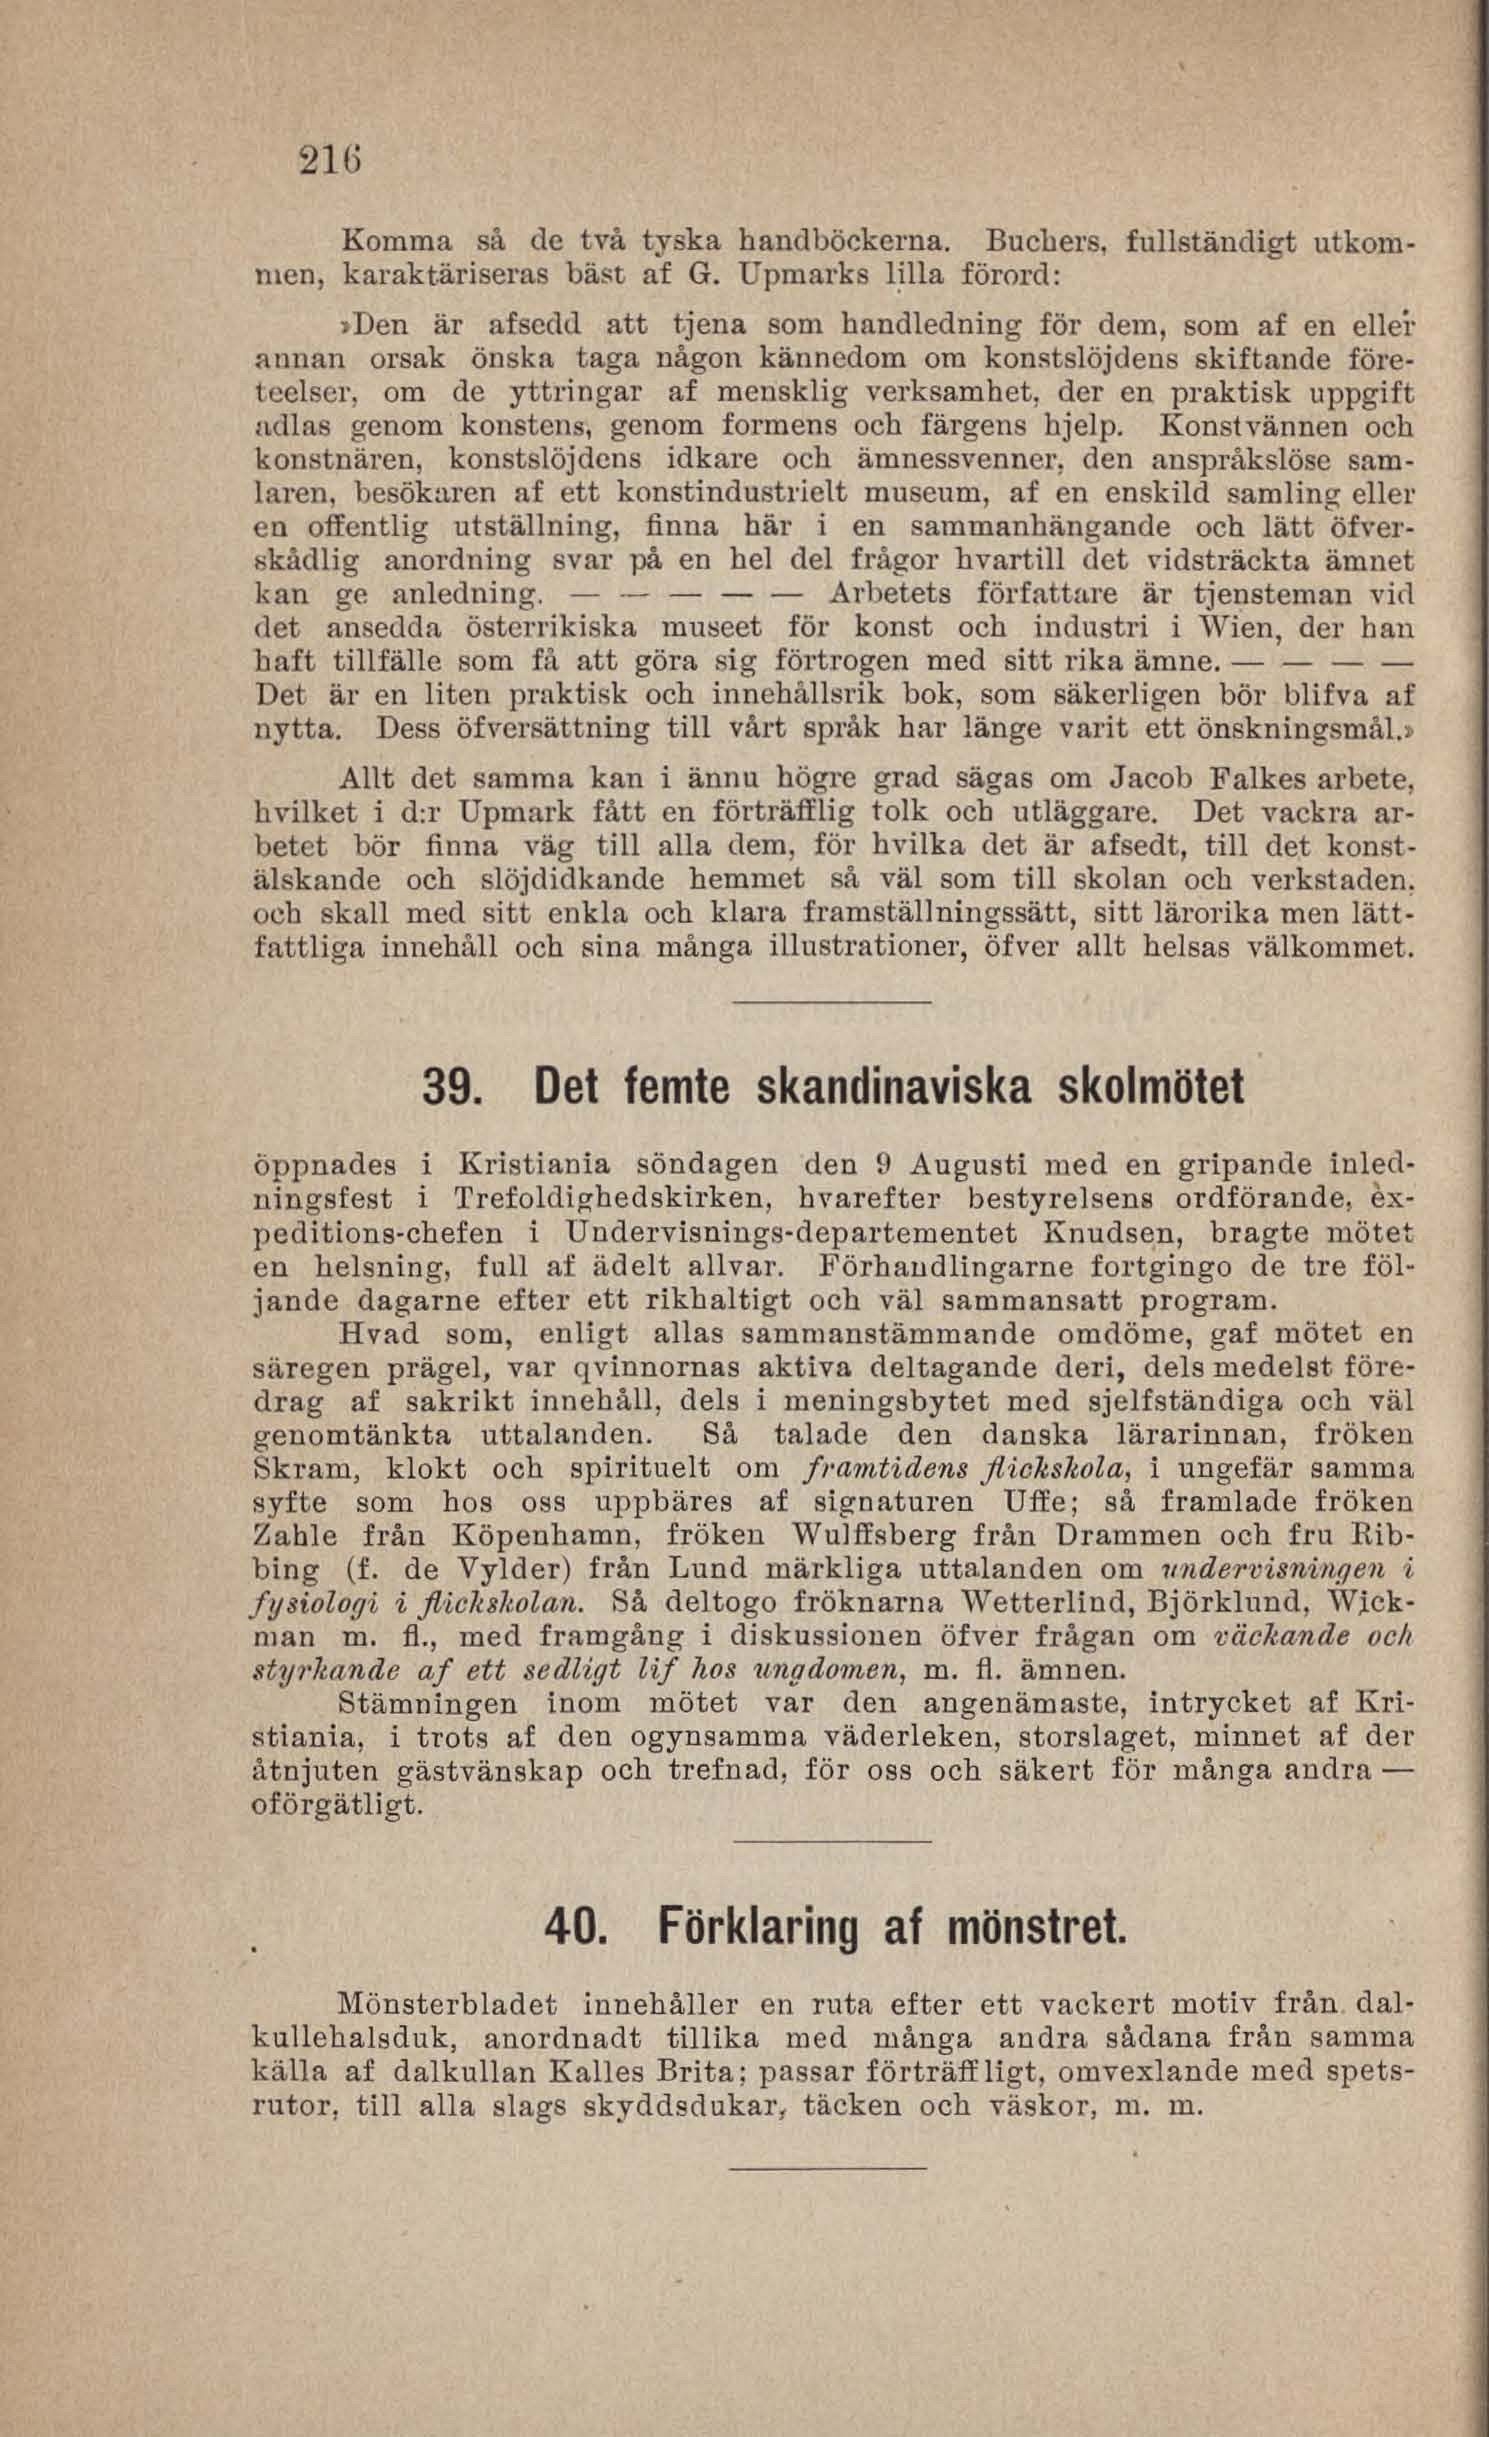 216
Komma så de två tyska handböckerna. Buchers, fullständigt utkom-
men, karaktäriseras bäst af G. Upmarks lilla förord:
»Den är afsedd att tjena som handledning för dem, som af en eller
annan orsak önska taga någon kännedom om konstslöjdens skiftande före-
teelser, om de yttringar af mensklig verksamhet, der en praktisk uppgift
adlas genom konstens, genom formens och färgens hjelp. Konstvännen och
konstnären, konstslöjdens idkare och ämnessvenner, den anspråkslöse sam-
laren, besökaren af ett konstindustrielt museum, af en enskild samling eller
en offentlig utställning, finna här i en sammanhängande och lätt öfver-
skådlig anordning svar på en hel del frågor hvartill det vidsträckta ämnet
kan ge anledning. — — — — — Arbetets författare är tjensteman vid
det ansedda österrikiska museet för konst och industri i Wien, der han
haft tillfälle som få att göra sig förtrogen med sitt rika ämne. — — — —
Det är en liten praktisk och innehållsrik bok, som säkerligen bör blifva af
nytta. Dess öfversättning till vårt språk har länge varit ett önskningsmål.»
Allt det samma kan i ännu högre grad sägas om Jacob Falkes arbete,
hvilket i d:r Upmark fått en förträfflig tolk och utläggare. Det vackra ar-
betet bör finna väg till alla dem, för hvilka det är afsedt, till det konst-
älskande och slöjdidkande hemmet så väl som till skolan och verkstaden,
och skall med sitt enkla och klara framställningssätt, sitt lärorika men lätt-
fattliga innehåll och sina många illustrationer, öfver allt helsas välkommet.
39. Det femte skandinaviska skolmötet
öppnades i Kristiania söndagen den 9 Augusti med en gripande inled-
ningsfest i Trefoldighedskirken, hvarefter bestyrelsens ordförande, ex-
peditions-chefen i Undervisnings-departementet Knudsen, bragte mötet
en helsning, full af ädelt allvar. Förhandlingarne fortgingo de tre föl-
jande dagarne efter ett rikhaltigt och väl sammansatt program.
Hvad som, enligt allas sammanstämmande omdöme, gaf mötet en
säregen prägel, var qvinnornas aktiva deltagande deri, dels medelst före-
drag af sakrikt innehåll, dels i meningsbytet med sjelfständiga och väl
genomtänkta uttalanden. Så talade den danska lärarinnan, fröken
Skram, klokt och spirituelt om framtidens flickskola, i ungefär samma
syfte som hos oss uppbäres af signaturen Uffe; så framlade fröken
Zahle från Köpenhamn, fröken Wulffsberg från Drammen och fru Rib-
bing (f. de Vylder) från Lund märkliga uttalanden om undervisningen i
fysiologi i flickskolan. Så deltogo fröknarna Wetterlind, Björklund, Wick-
man m. fl., med framgång i diskussionen öfver frågan om väckande och
styrkande af ett sedligt lif hos ungdomen, m. fl. ämnen.
Stämningen inom mötet var den angenämaste, intrycket af Kri-
stiania, i trots af den ogynsamma väderleken, storslaget, minnet af der
åtnjuten gästvänskap och trefnad, för oss och säkert för många andra —
oförgätligt.
40. Förklaring af mönstret.
Mönsterbladet innehåller en ruta efter ett vackert motiv från dal-
kullehalsduk, anordnadt tillika med många andra sådana från samma
källa af dalkullan Kalles Brita; passar förträffligt, omvexlande med spets-
rutor, till alla slags skyddsdukar, täcken och väskor, m. m.